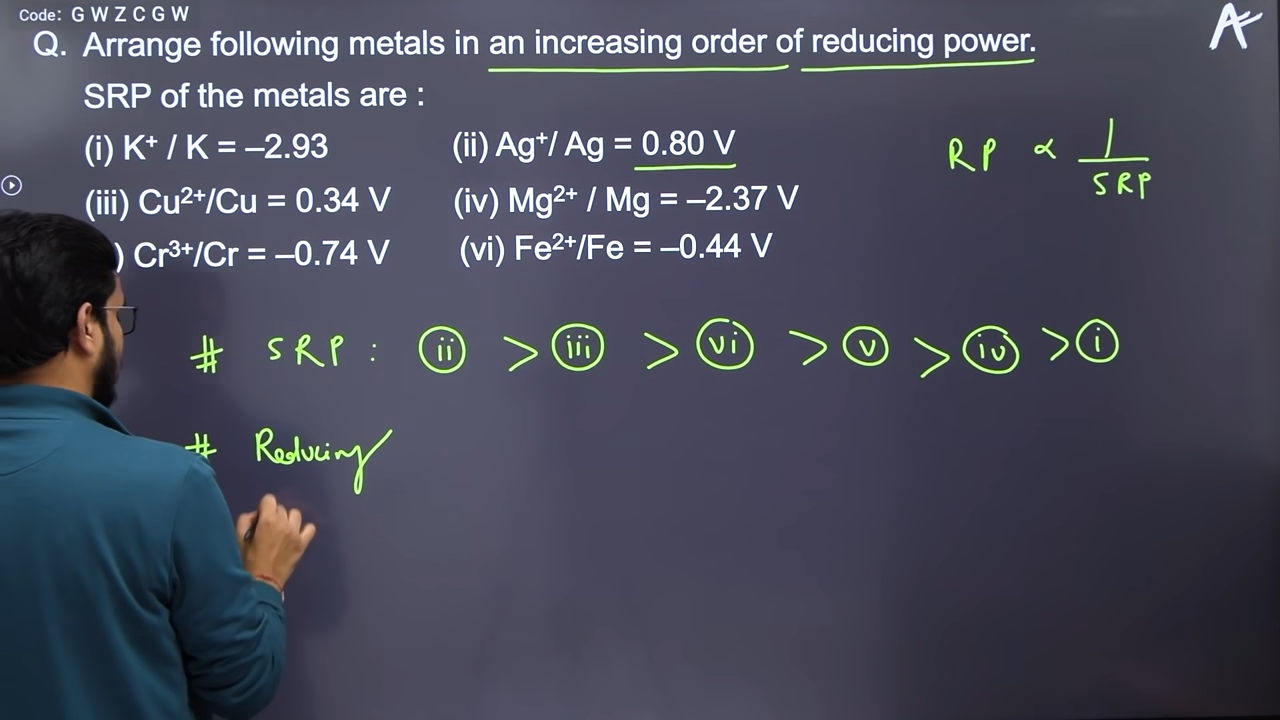 Code: G W Z C G W
Q. Arrange following metals in an increasing order of reducing power.
SRP of the metals are :
(i) K⁺ / K = –2.93 (ii) Ag⁺/ Ag = 0.80 V
(iii) Cu²⁺/Cu = 0.34 V (iv) Mg²⁺ / Mg = –2.37 V
) Cr³⁺/Cr = –0.74 V (vi) Fe²⁺/Fe = –0.44 V
RP ∝ 1/SRP
# SRP : ii > iii > vi > v > iv > i
# Reducing